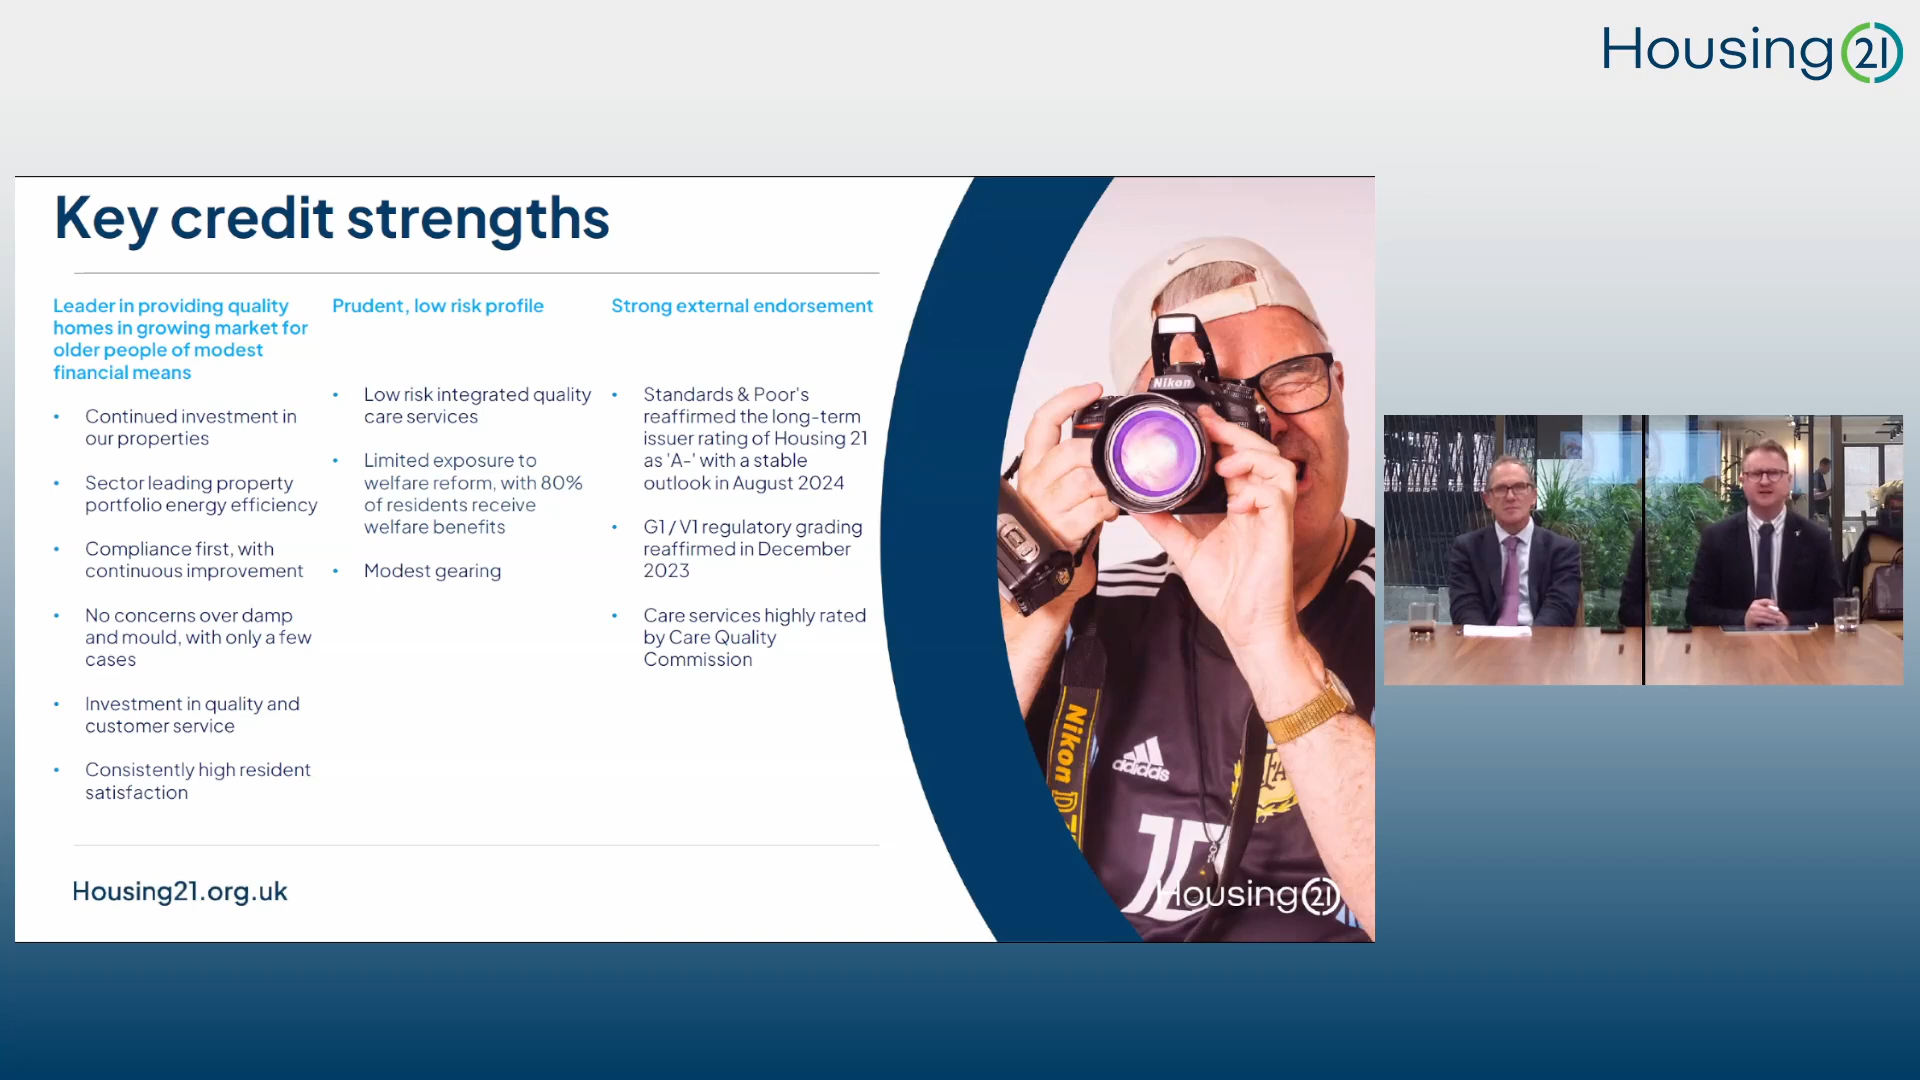 Housing 21
Key credit strengths
Leader in providing quality
homes in growing market for
older people of modest
financial means
• Continued investment in
our properties
• Sector leading property
portfolio energy efficiency
• Compliance first, with
continuous improvement
• No concerns over damp
and mould, with only a few
cases
• Investment in quality and
customer service
• Consistently high resident
satisfaction
Prudent, low risk profile
• Low risk integrated quality
care services
• Limited exposure to
welfare reform, with 80%
of residents receive
welfare benefits
• Modest gearing
Strong external endorsement
• Standards & Poor's
reaffirmed the long-term
issuer rating of Housing 21
as 'A-' with a stable
outlook in August 2024
• G1 / V1 regulatory grading
reaffirmed in December
2023
• Care services highly rated
by Care Quality
Commission
Nikon
Nikon
adidas
Housing21.org.uk
Housing 21